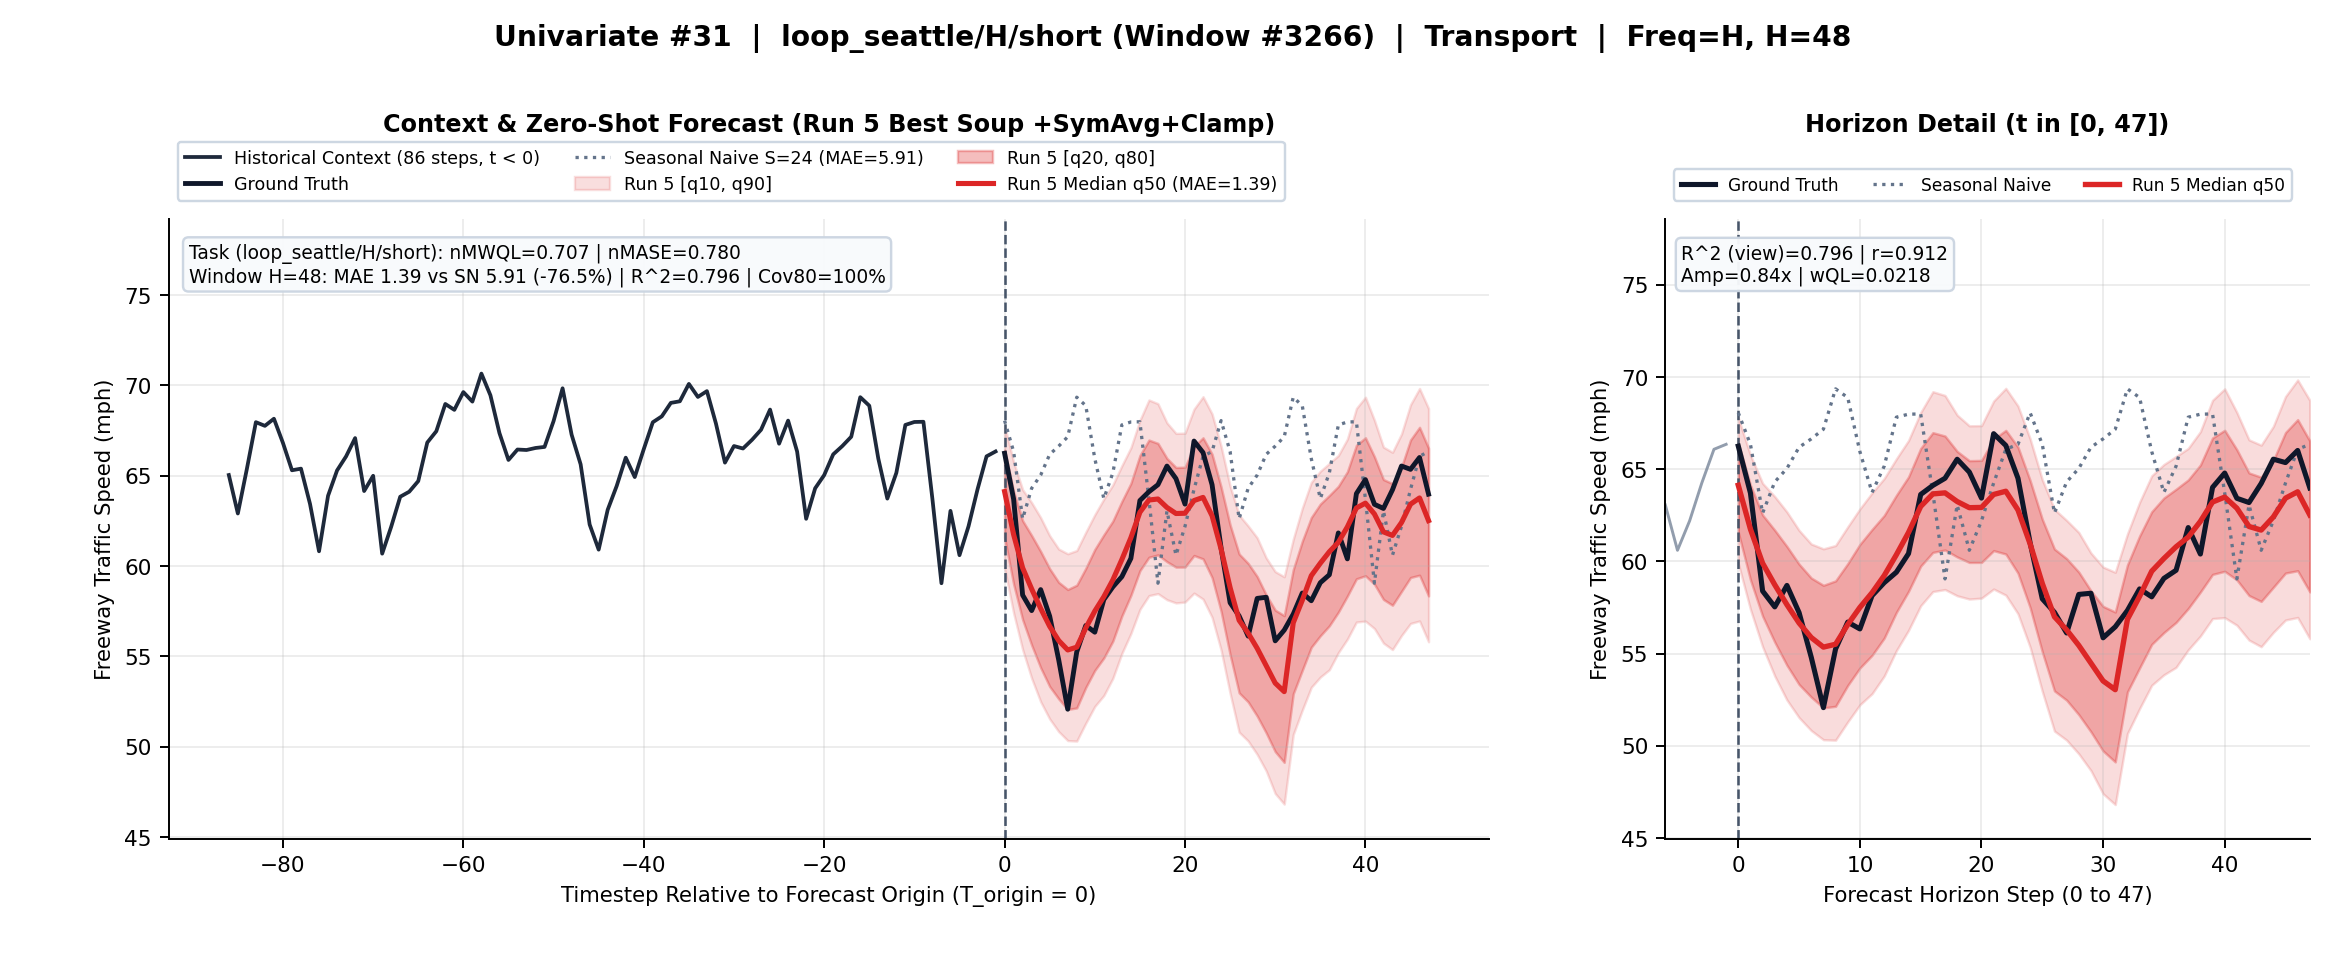 Univariate #31 | loop_seattle/H/short (Window #3266) | Transport | Freq=H, H=48
Context & Zero-Shot Forecast (Run 5 Best Soup +SymAvg+Clamp)
Historical Context (86 steps, t < 0)
Ground Truth
Seasonal Naive S=24 (MAE=5.91)
Run 5 [q10, q90]
Run 5 [q20, q80]
Run 5 Median q50 (MAE=1.39)
Task (loop_seattle/H/short): nMWQL=0.707 | nMASE=0.780
Window H=48: MAE 1.39 vs SN 5.91 (-76.5%) | R^2=0.796 | Cov80=100%
Freeway Traffic Speed (mph)
75
70
65
60
55
50
45
−80 −60 −40 −20 0 20 40
Timestep Relative to Forecast Origin (T_origin = 0)
Horizon Detail (t in [0, 47])
Ground Truth Seasonal Naive Run 5 Median q50
R^2 (view)=0.796 | r=0.912
Amp=0.84x | wQL=0.0218
Freeway Traffic Speed (mph)
75
70
65
60
55
50
45
0 10 20 30 40
Forecast Horizon Step (0 to 47)